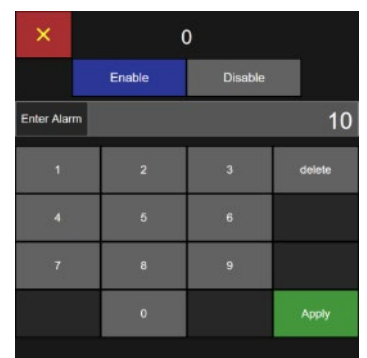 ✕ 0
Enable Disable
Enter Alarm 10
1 2 3 delete
4 5 6
7 8 9
0 Apply